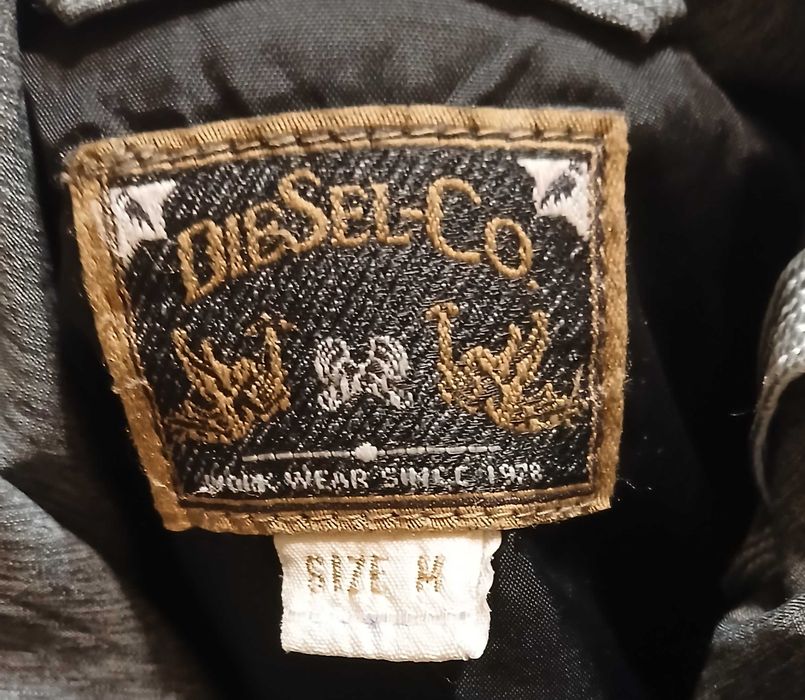 DIESEL-CO.
WORK WEAR SINCE 1978
SIZE M